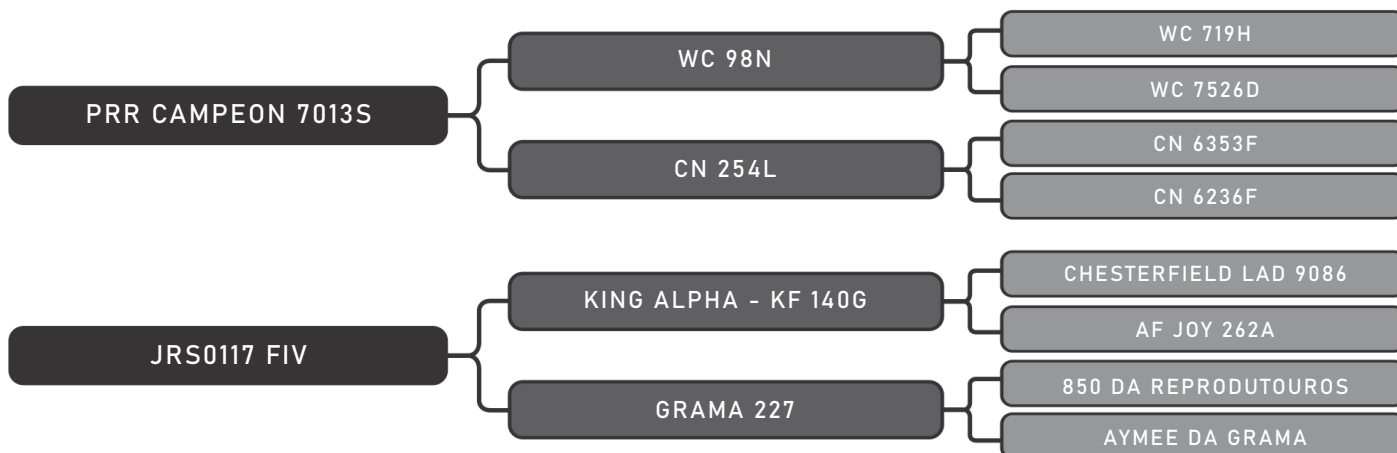 PRR CAMPEON 7013S
WC 98N
WC 719H
WC 7526D
CN 254L
CN 6353F
CN 6236F
JRS0117 FIV
KING ALPHA - KF 140G
CHESTERFIELD LAD 9086
AF JOY 262A
GRAMA 227
850 DA REPRODUTOUROS
AYMEE DA GRAMA